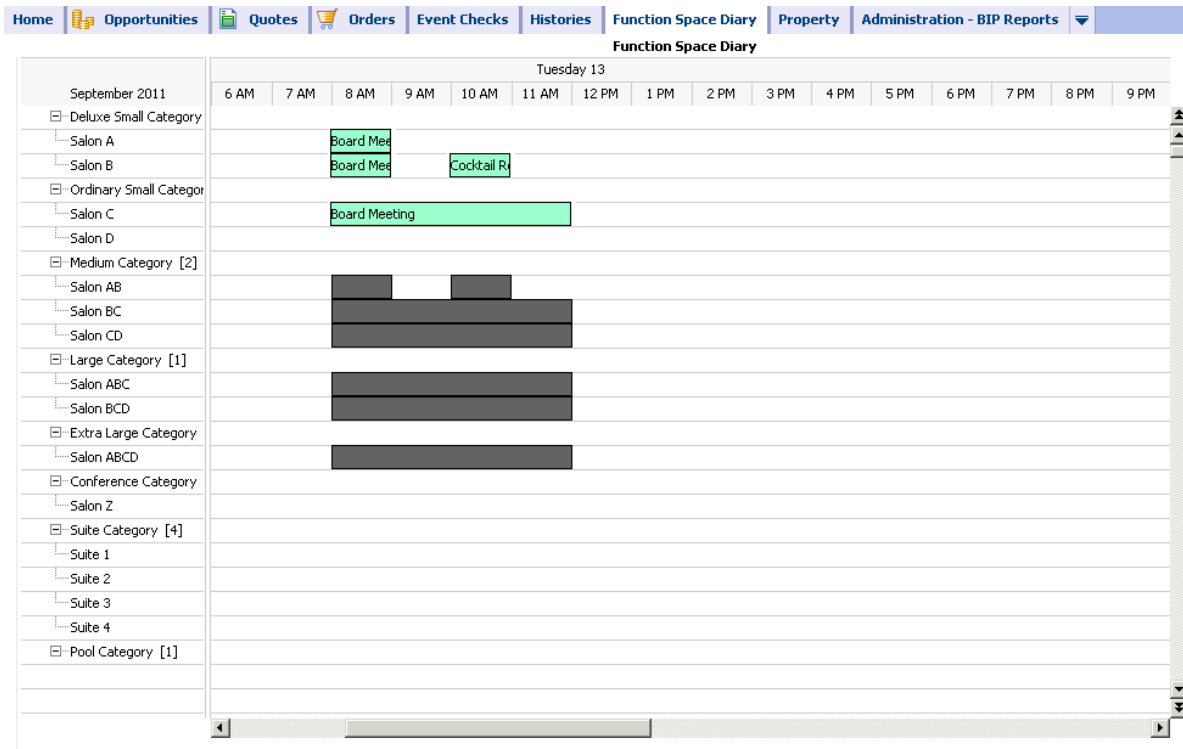 Home Opportunities Quotes Orders Event Checks Histories Function Space Diary Property Administration - BIP Reports
Function Space Diary
Tuesday 13
September 2011 6 AM 7 AM 8 AM 9 AM 10 AM 11 AM 12 PM 1 PM 2 PM 3 PM 4 PM 5 PM 6 PM 7 PM 8 PM 9 PM
Deluxe Small Category
Salon A Board Mee
Salon B Board Mee Cocktail Re
Ordinary Small Categor
Salon C Board Meeting
Salon D
Medium Category [2]
Salon AB
Salon BC
Salon CD
Large Category [1]
Salon ABC
Salon BCD
Extra Large Category
Salon ABCD
Conference Category
Salon Z
Suite Category [4]
Suite 1
Suite 2
Suite 3
Suite 4
Pool Category [1]